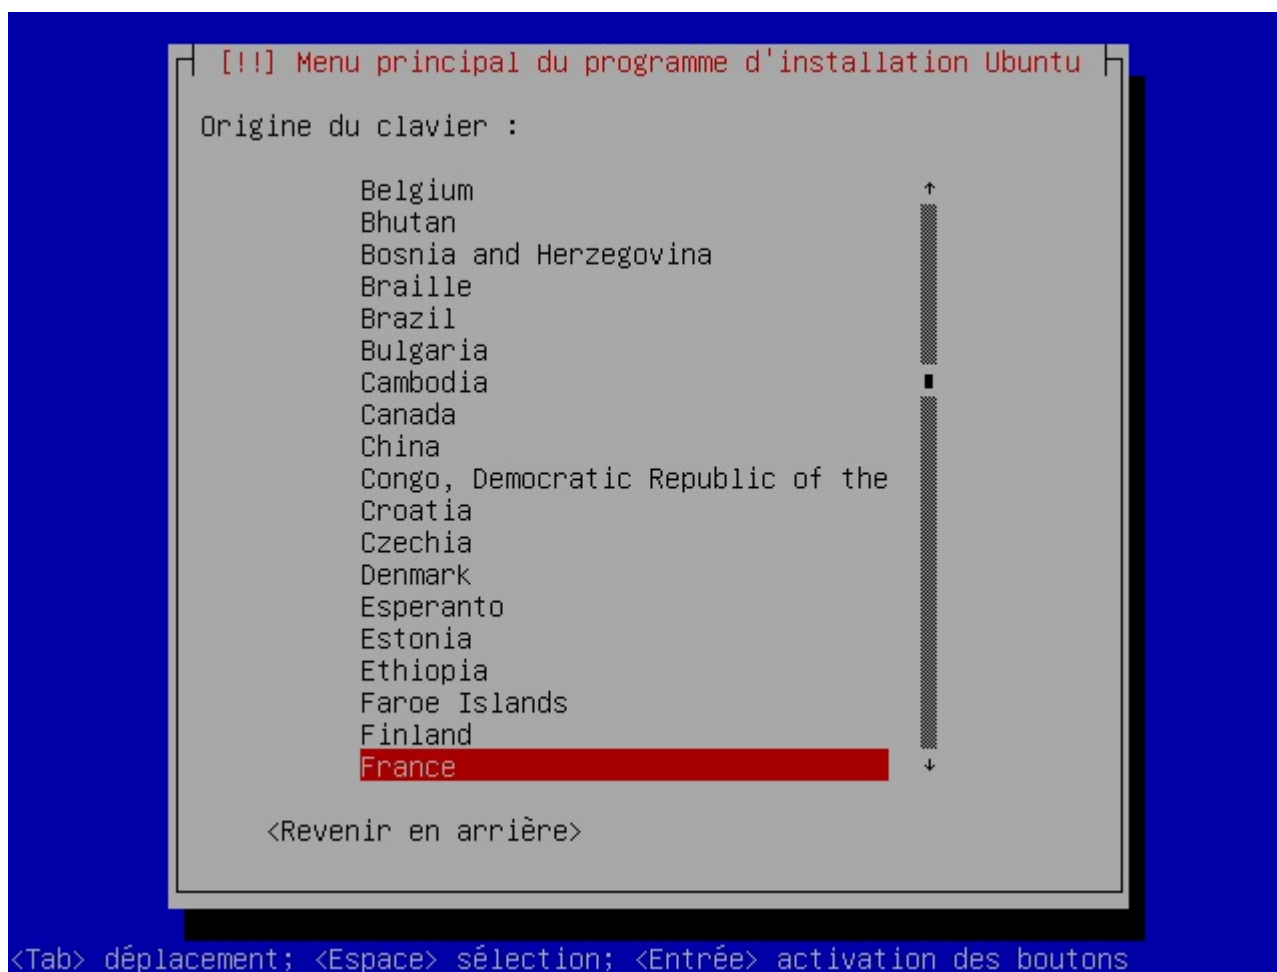 [!!] Menu principal du programme d'installation Ubuntu
Origine du clavier :
Belgium
Bhutan
Bosnia and Herzegovina
Braille
Brazil
Bulgaria
Cambodia
Canada
China
Congo, Democratic Republic of the
Croatia
Czechia
Denmark
Esperanto
Estonia
Ethiopia
Faroe Islands
Finland
France
<Revenir en arrière>
<Tab> déplacement; <Espace> sélection; <Entrée> activation des boutons